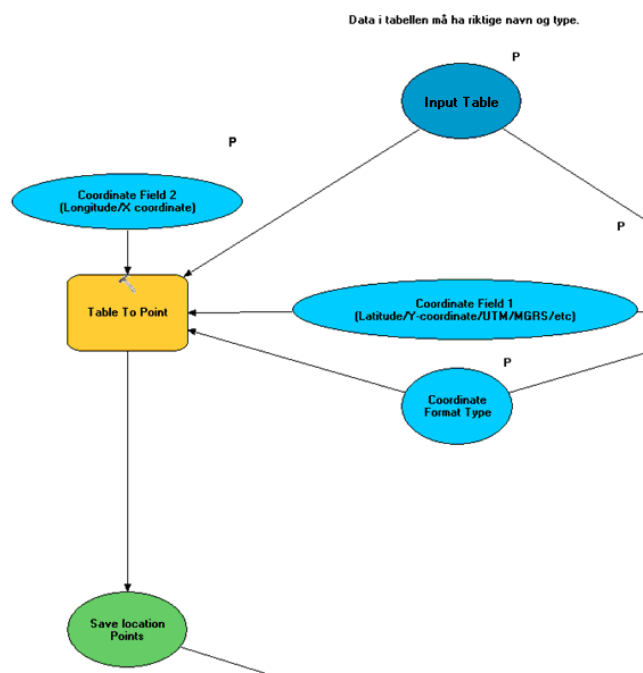 Data i tabellen må ha riktige navn og type.
P
Input Table
P
Coordinate Field 2
(Longitude/X coordinate)
P
Table To Point
Coordinate Field 1
(Latitude/Y-coordinate/UTM/MGRS/etc)
P
Coordinate
Format Type
Save location
Points